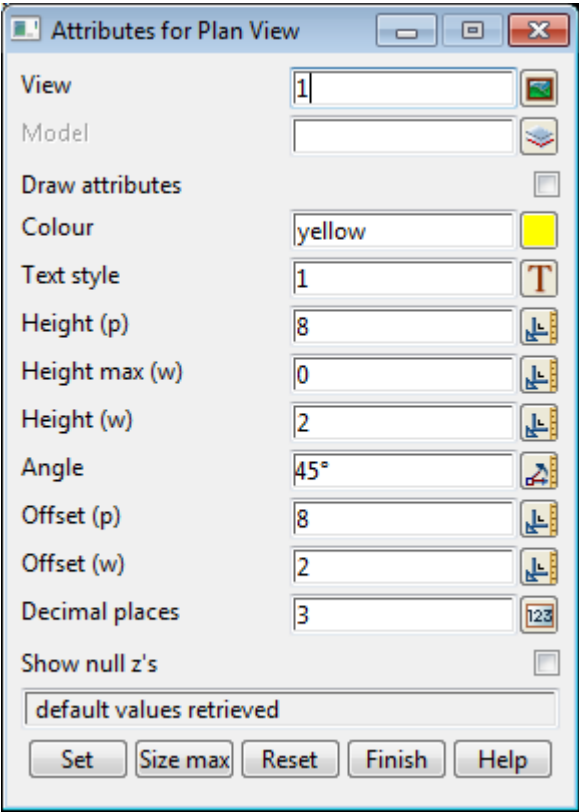 Attributes for Plan View
View 1
Model
Draw attributes
Colour yellow
Text style 1 T
Height (p) 8
Height max (w) 0
Height (w) 2
Angle 45°
Offset (p) 8
Offset (w) 2
Decimal places 3 123
Show null z's
default values retrieved
Set Size max Reset Finish Help